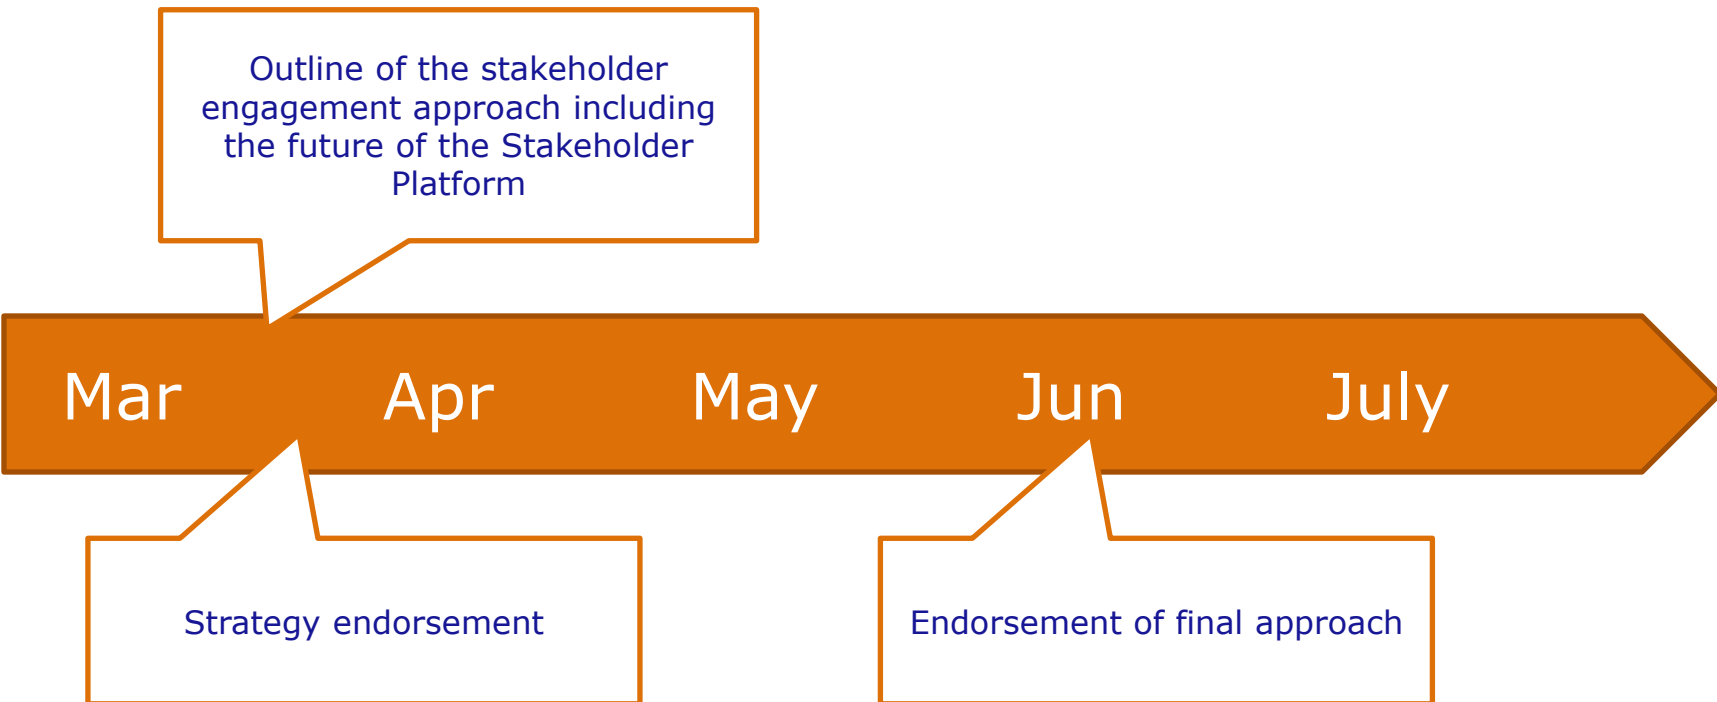 Outline of the stakeholder
engagement approach including
the future of the Stakeholder
Platform
Mar Apr May Jun July
Strategy endorsement
Endorsement of final approach